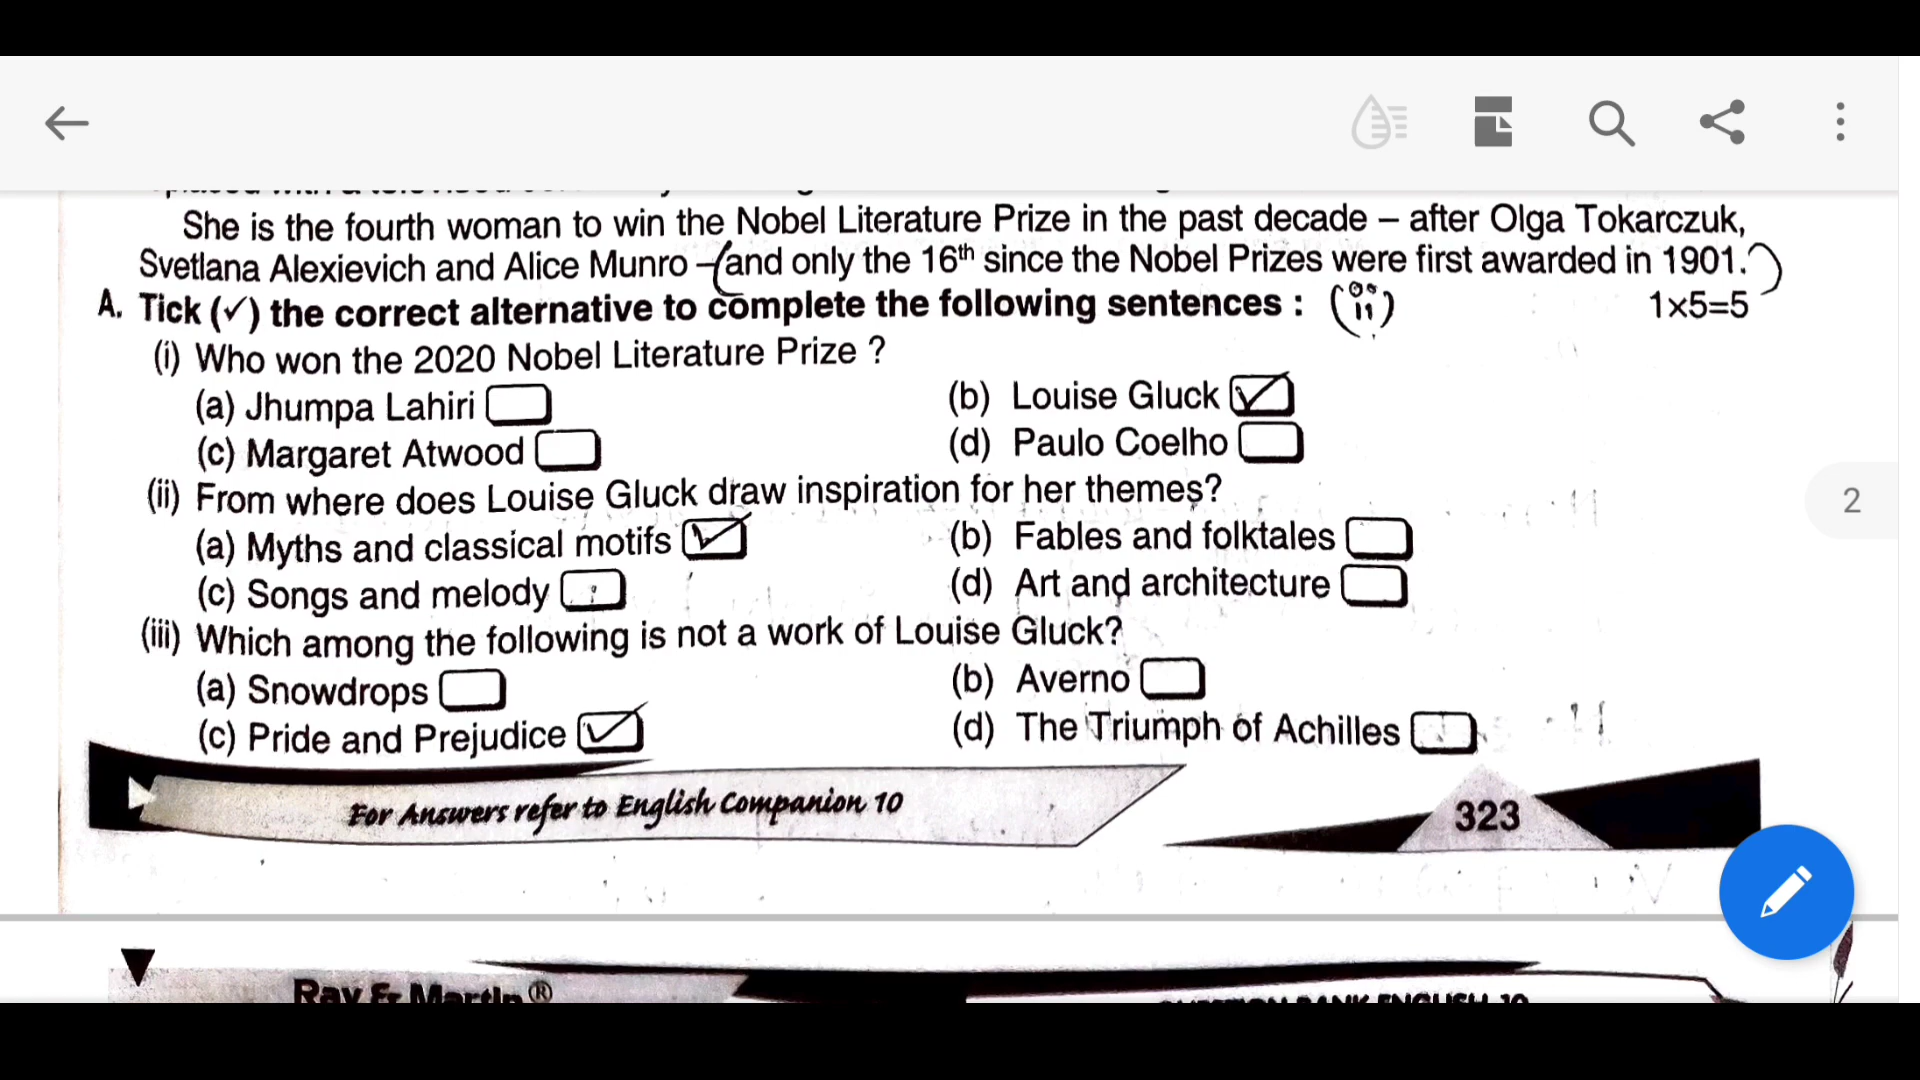 She is the fourth woman to win the Nobel Literature Prize in the past decade – after Olga Tokarczuk,
Svetlana Alexievich and Alice Munro – and only the 16th since the Nobel Prizes were first awarded in 1901.
A. Tick (✓) the correct alternative to complete the following sentences : 1×5=5
(i) Who won the 2020 Nobel Literature Prize ?
(a) Jhumpa Lahiri (b) Louise Gluck
(c) Margaret Atwood (d) Paulo Coelho
(ii) From where does Louise Gluck draw inspiration for her themes?
(a) Myths and classical motifs (b) Fables and folktales
(c) Songs and melody (d) Art and architecture
(iii) Which among the following is not a work of Louise Gluck?
(a) Snowdrops (b) Averno
(c) Pride and Prejudice (d) The Triumph of Achilles
2
For Answers refer to English Companion 10
323
Ray & Martin ®
QUESTION BANK ENGLISH 10